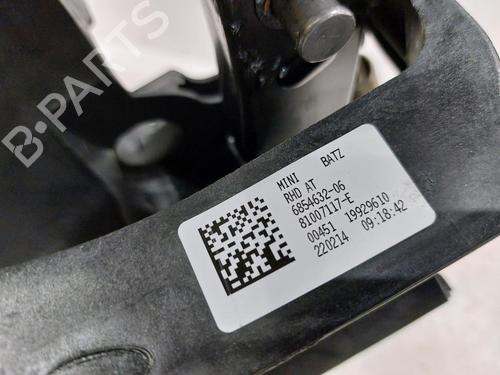 B-PARTS
MINI BATZ
RHD AT
6854632-06
81007117-E
00451 19929610
220214 09:18:42